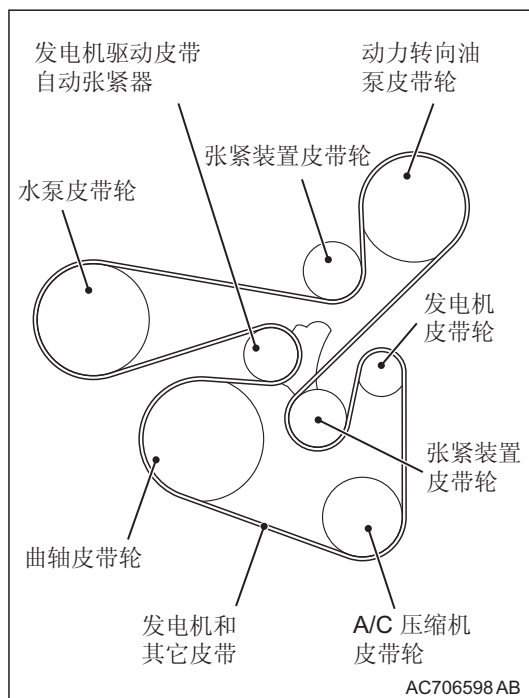 发电机驱动皮带
自动张紧器
动力转向油
泵皮带轮
张紧装置皮带轮
水泵皮带轮
发电机
皮带轮
张紧装置
皮带轮
曲轴皮带轮
发电机和
其它皮带
A/C 压缩机
皮带轮
AC706598 AB